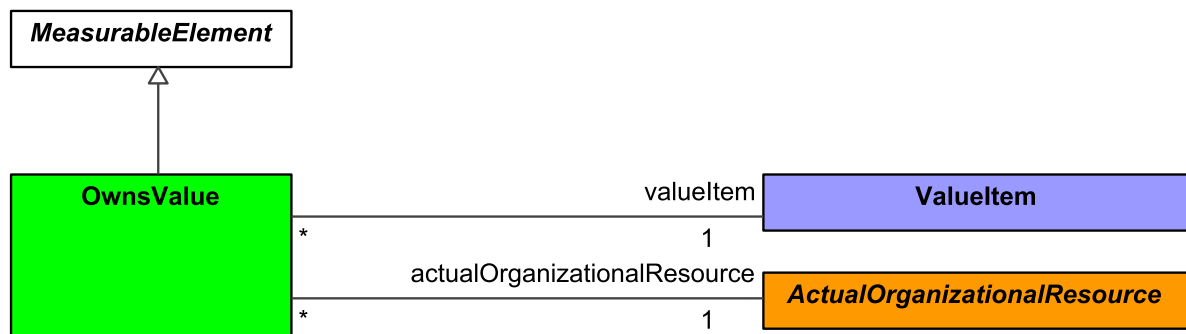 MeasurableElement
OwnsValue
valueItem
ValueItem
*
1
actualOrganizationalResource
ActualOrganizationalResource
*
1